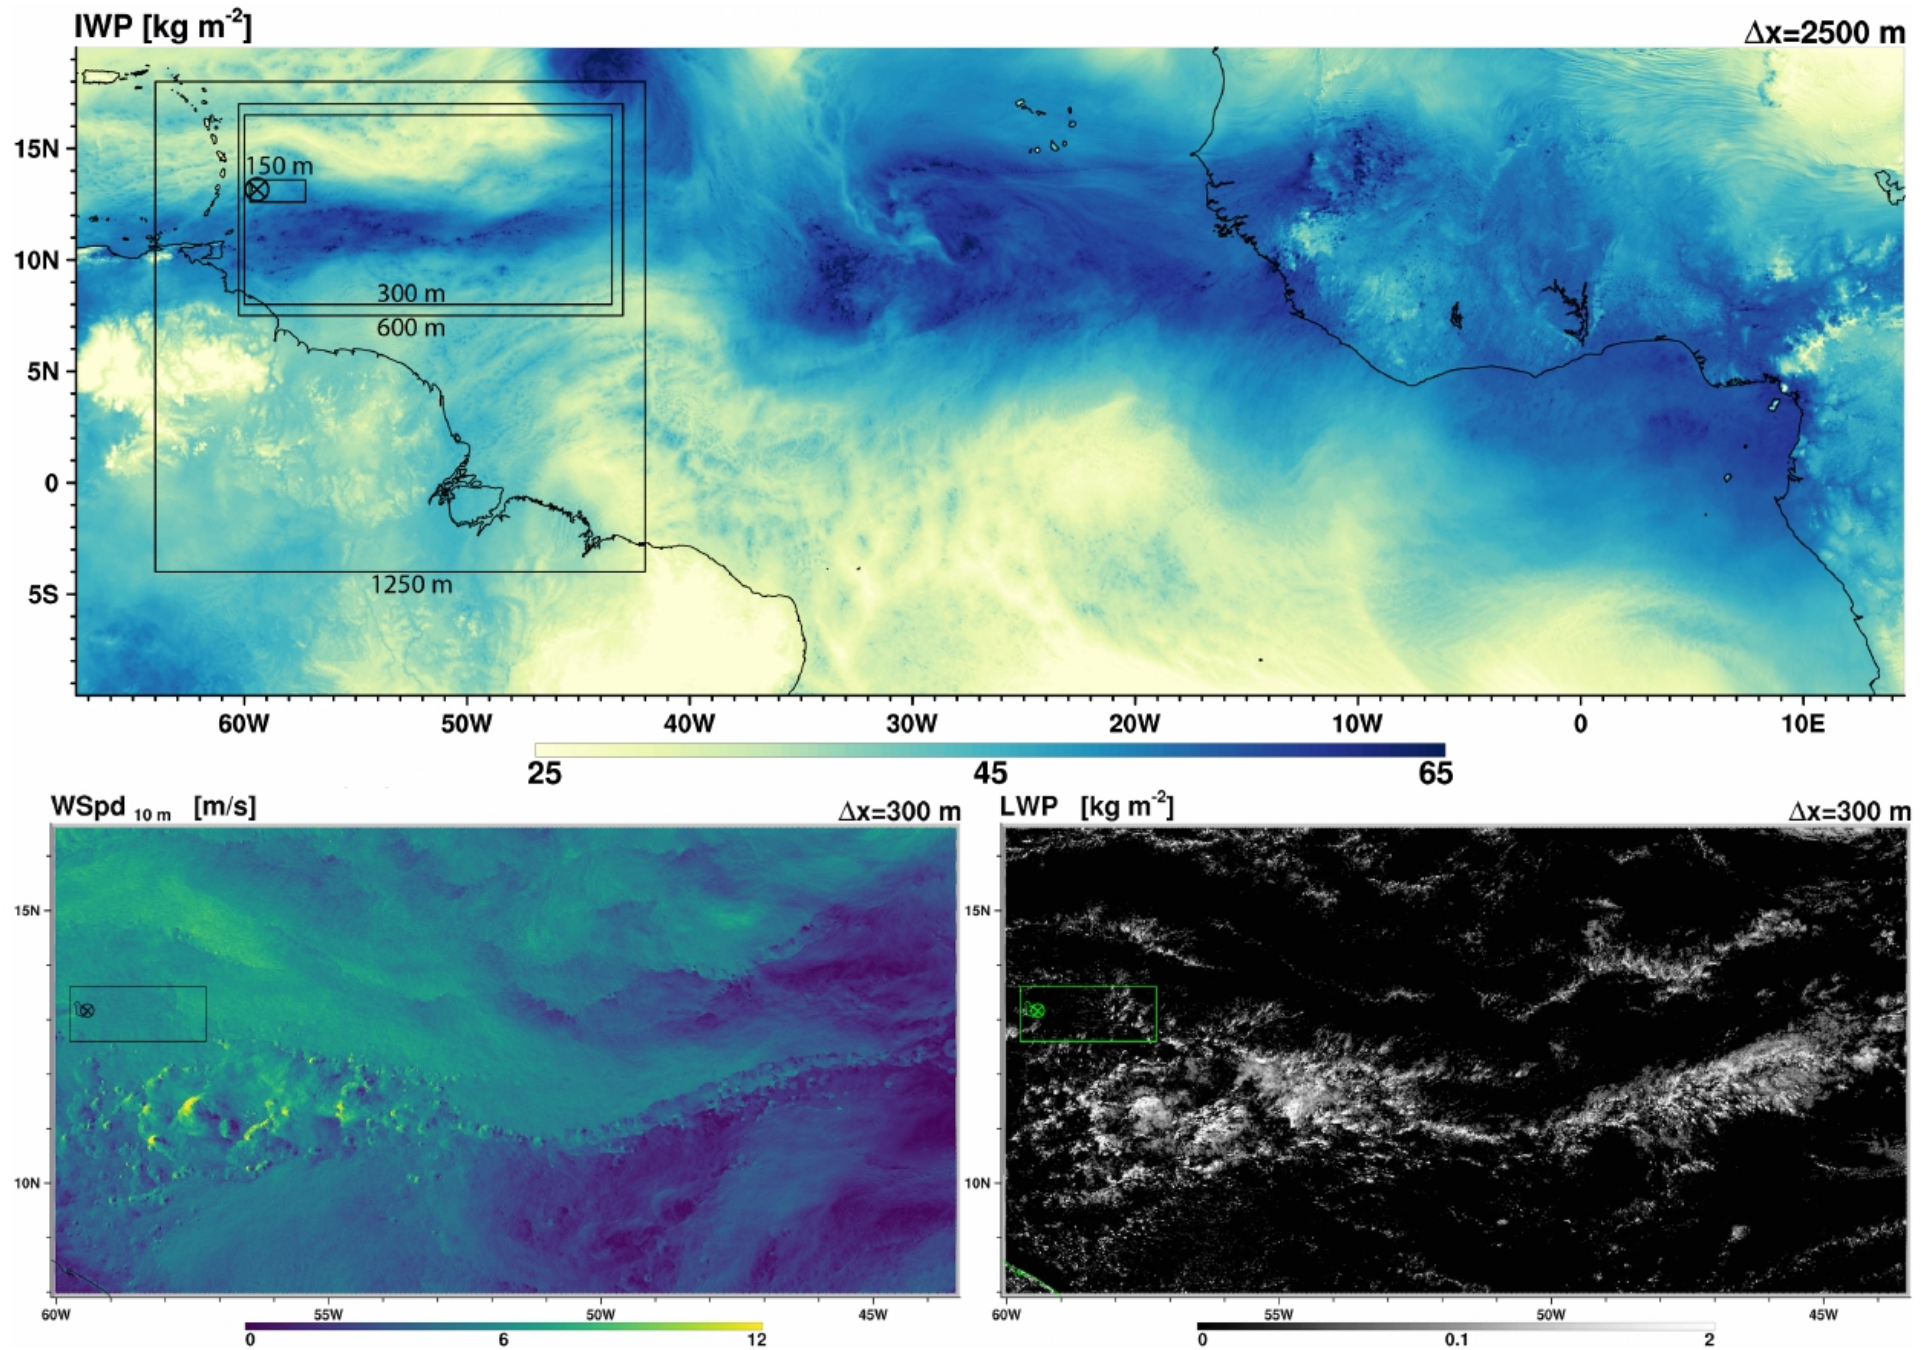 IWP [kg m-2]
Δx=2500 m
15N
10N
5N
0
5S
150 m
300 m
600 m
1250 m
60W 50W 40W 30W 20W 10W 0 10E
25 45 65
WSpd 10 m [m/s]
Δx=300 m
15N
10N
60W 55W 50W 45W
0 6 12
LWP [kg m-2]
Δx=300 m
15N
10N
60W 55W 50W 45W
0 0.1 2